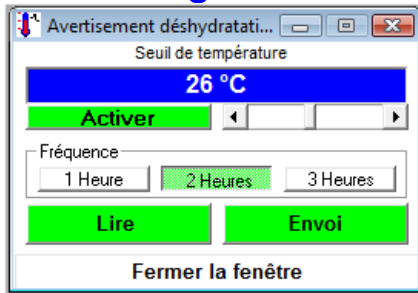 Avertissement déshydratati...
Seuil de température
26 °C
Activer
Fréquence
1 Heure 2 Heures 3 Heures
Lire Envoi
Fermer la fenêtre